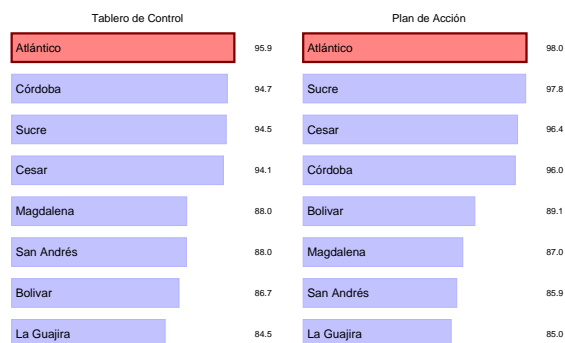 Tablero de Control
Atlántico 95.9
Córdoba 94.7
Sucre 94.5
Cesar 94.1
Magdalena 88.0
San Andrés 88.0
Bolivar 86.7
La Guajira 84.5
Plan de Acción
Atlántico 98.0
Sucre 97.8
Cesar 96.4
Córdoba 96.0
Bolivar 89.1
Magdalena 87.0
San Andrés 85.9
La Guajira 85.0